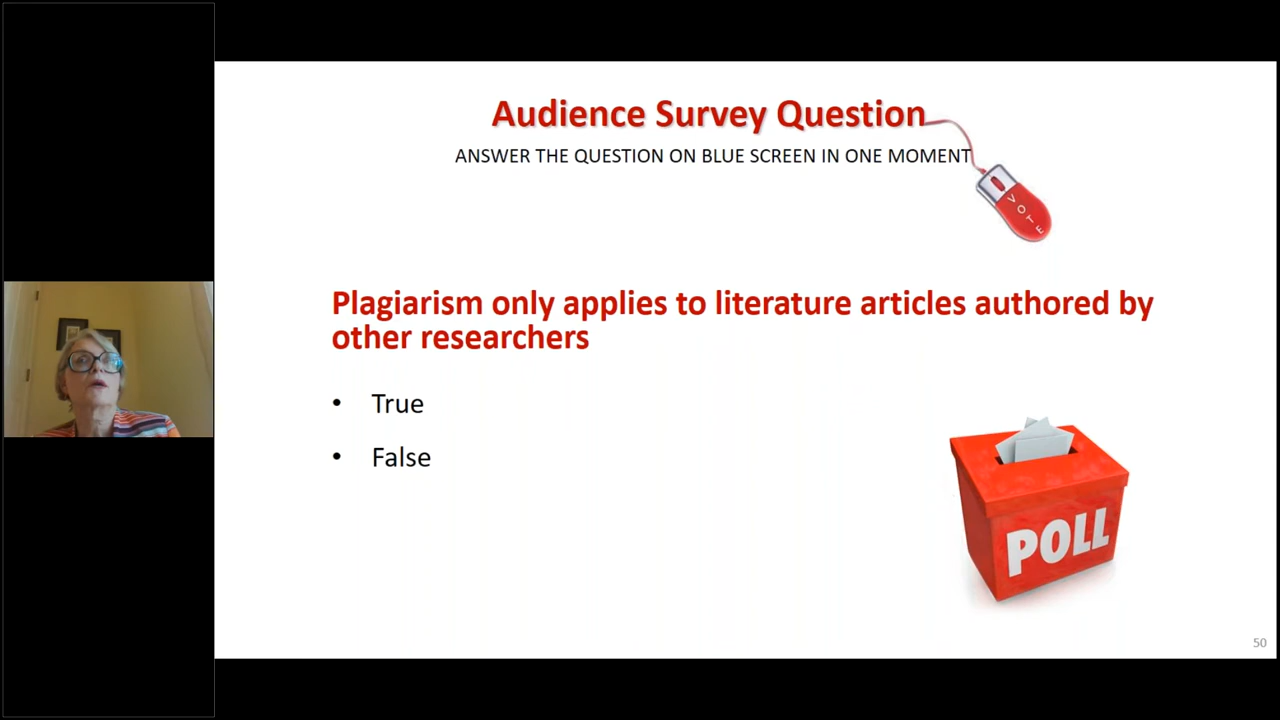 Audience Survey Question
ANSWER THE QUESTION ON BLUE SCREEN IN ONE MOMENT
VOTE
Plagiarism only applies to literature articles authored by
other researchers
• True
• False
POLL
50